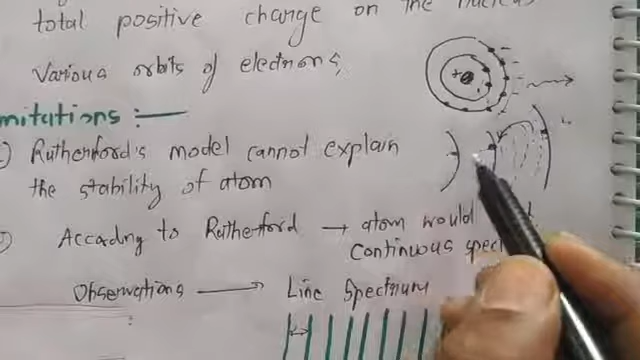 total positive charge on the nucleus
Various orbits of electrons,
mitations :—
Rutherford's model cannot explain
the stability of atom
According to Rutherford → atom would
Continuous spec
Observations → Line Spectrum